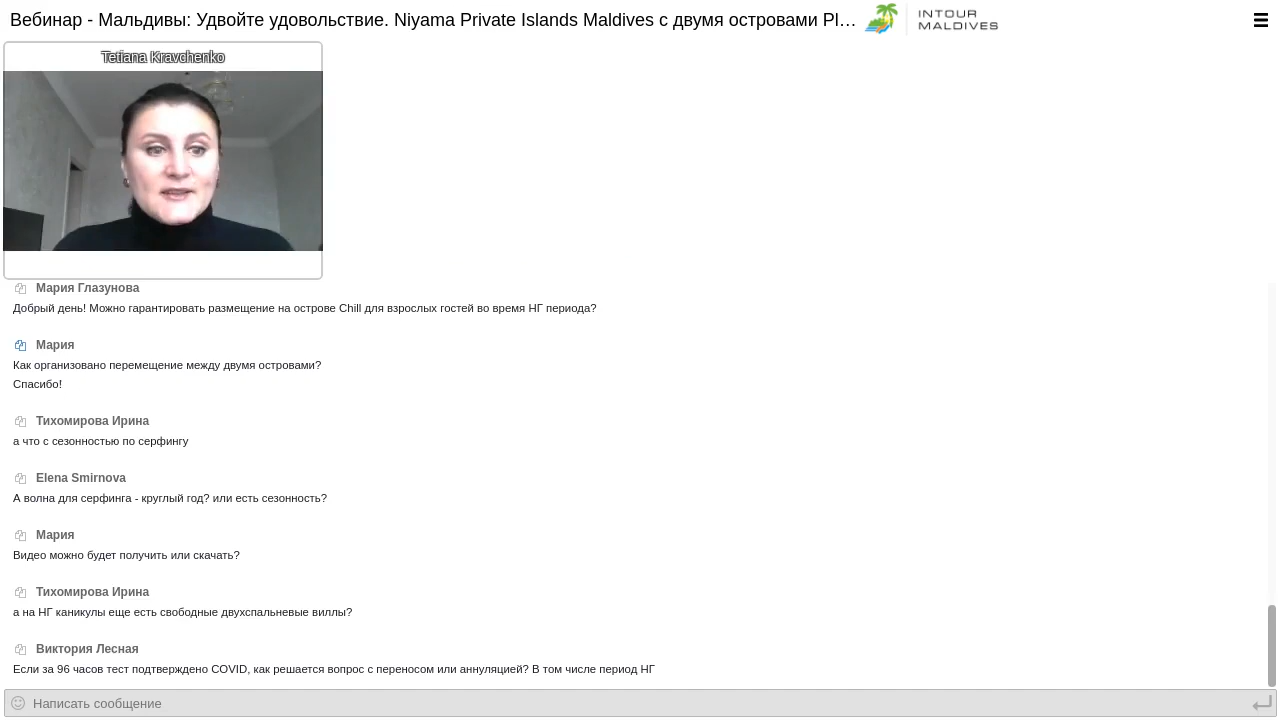 Вебинар - Мальдивы: Удвойте удовольствие. Niyama Private Islands Maldives с двумя островами Pl…
INTOUR
MALDIVES
Tetiana Kravchenko
Мария Глазунова
Добрый день! Можно гарантировать размещение на острове Chill для взрослых гостей во время НГ периода?
Мария
Как организовано перемещение между двумя островами?
Спасибо!
Тихомирова Ирина
а что с сезонностью по серфингу
Elena Smirnova
А волна для серфинга - круглый год? или есть сезонность?
Мария
Видео можно будет получить или скачать?
Тихомирова Ирина
а на НГ каникулы еще есть свободные двухспальневые виллы?
Виктория Лесная
Если за 96 часов тест подтверждено COVID, как решается вопрос с переносом или аннуляцией? В том числе период НГ
Написать сообщение